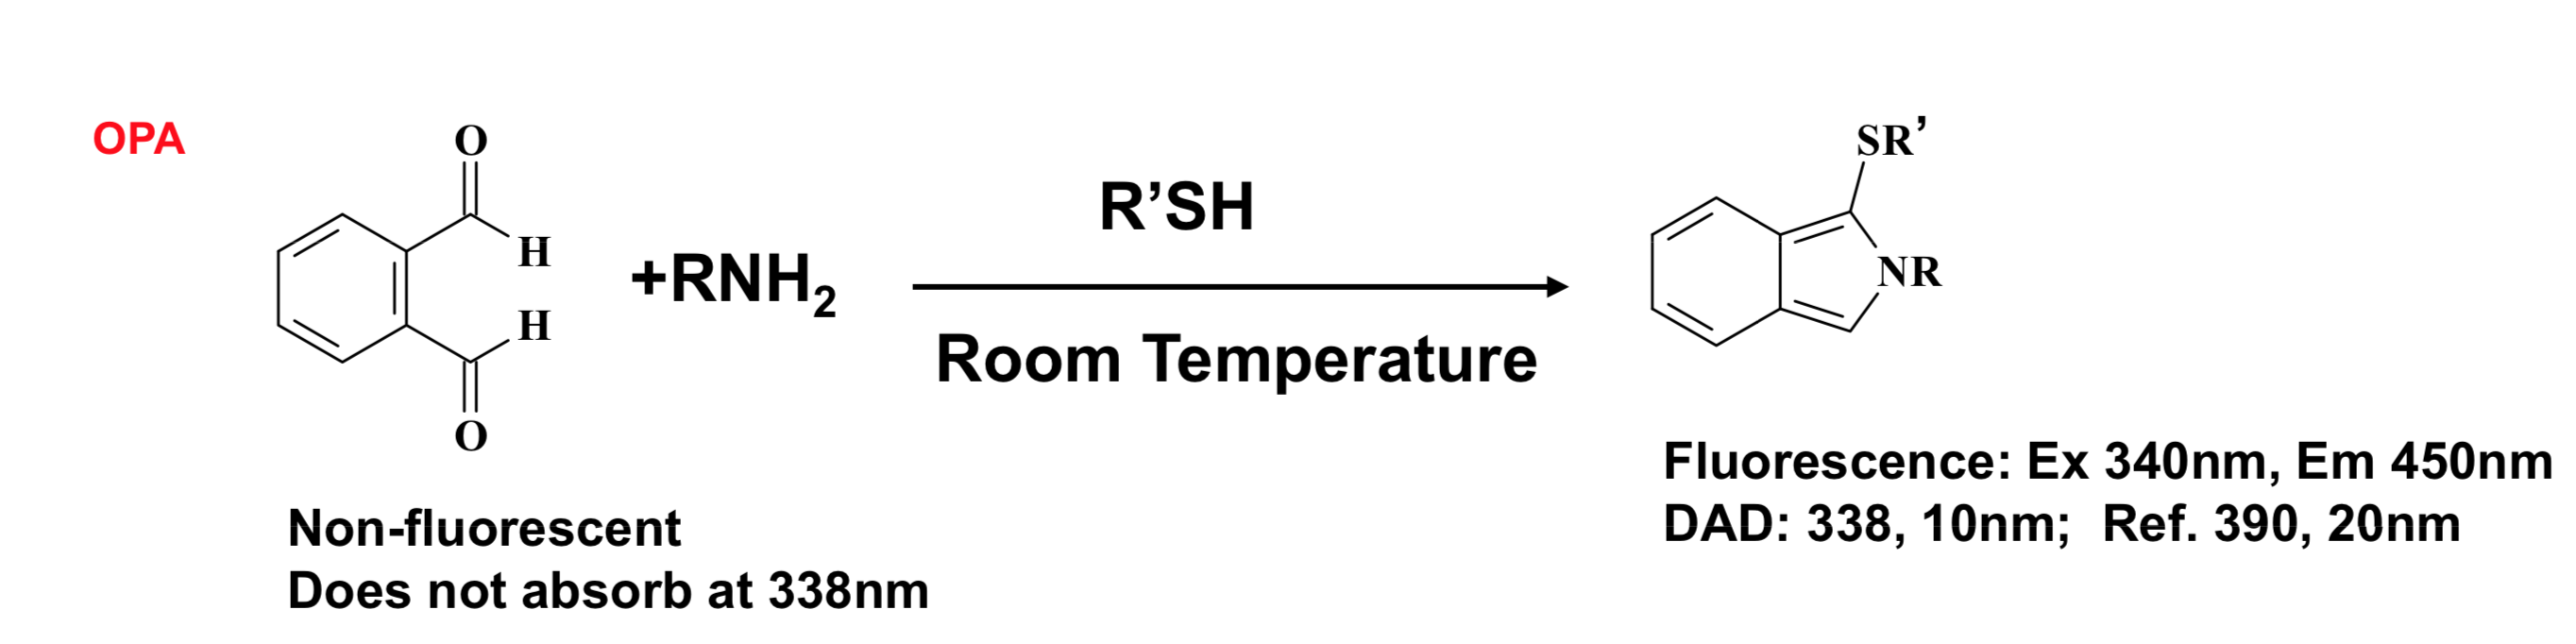 OPA
O
H
H
O
+RNH2
R’SH
Room Temperature
SR’
NR
Non-fluorescent
Does not absorb at 338nm
Fluorescence: Ex 340nm, Em 450nm
DAD: 338, 10nm; Ref. 390, 20nm